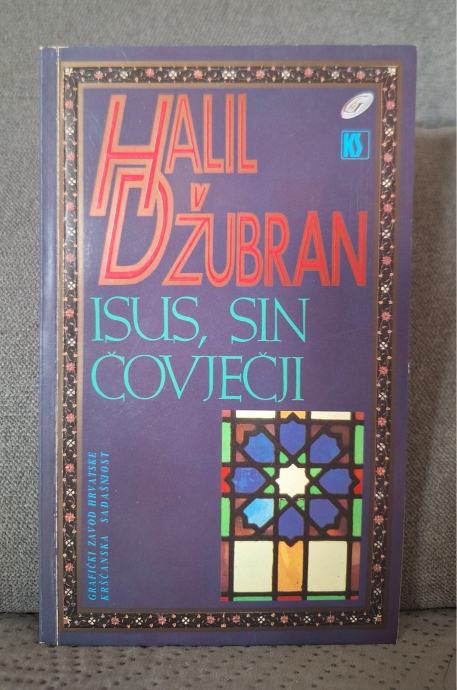 HALIL
DŽUBRAN
KS
ISUS, SIN
ČOVJEČJI
GRAFIČKI ZAVOD HRVATSKE
KRŠĆANSKA SADAŠNJOST